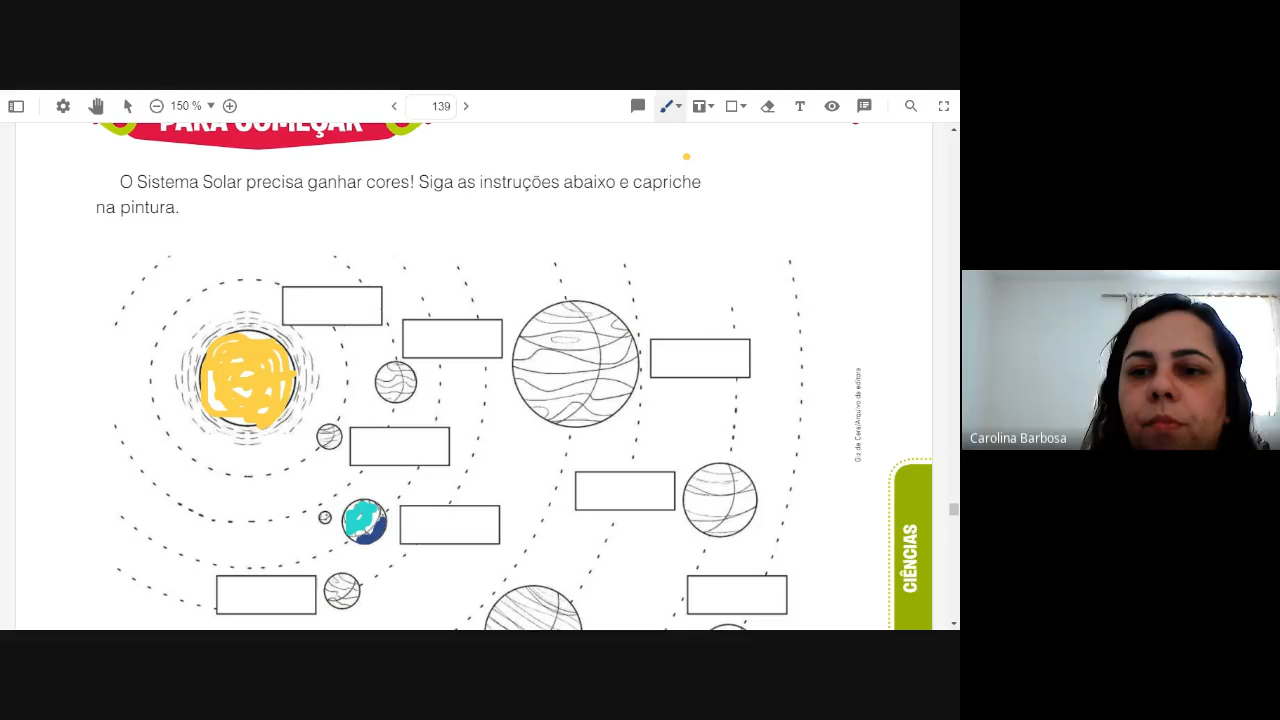 150 %
139
PARA COMEÇAR
O Sistema Solar precisa ganhar cores! Siga as instruções abaixo e capriche
na pintura.
Giz de Cera/Arquivo da editora
CIÊNCIAS
Carolina Barbosa